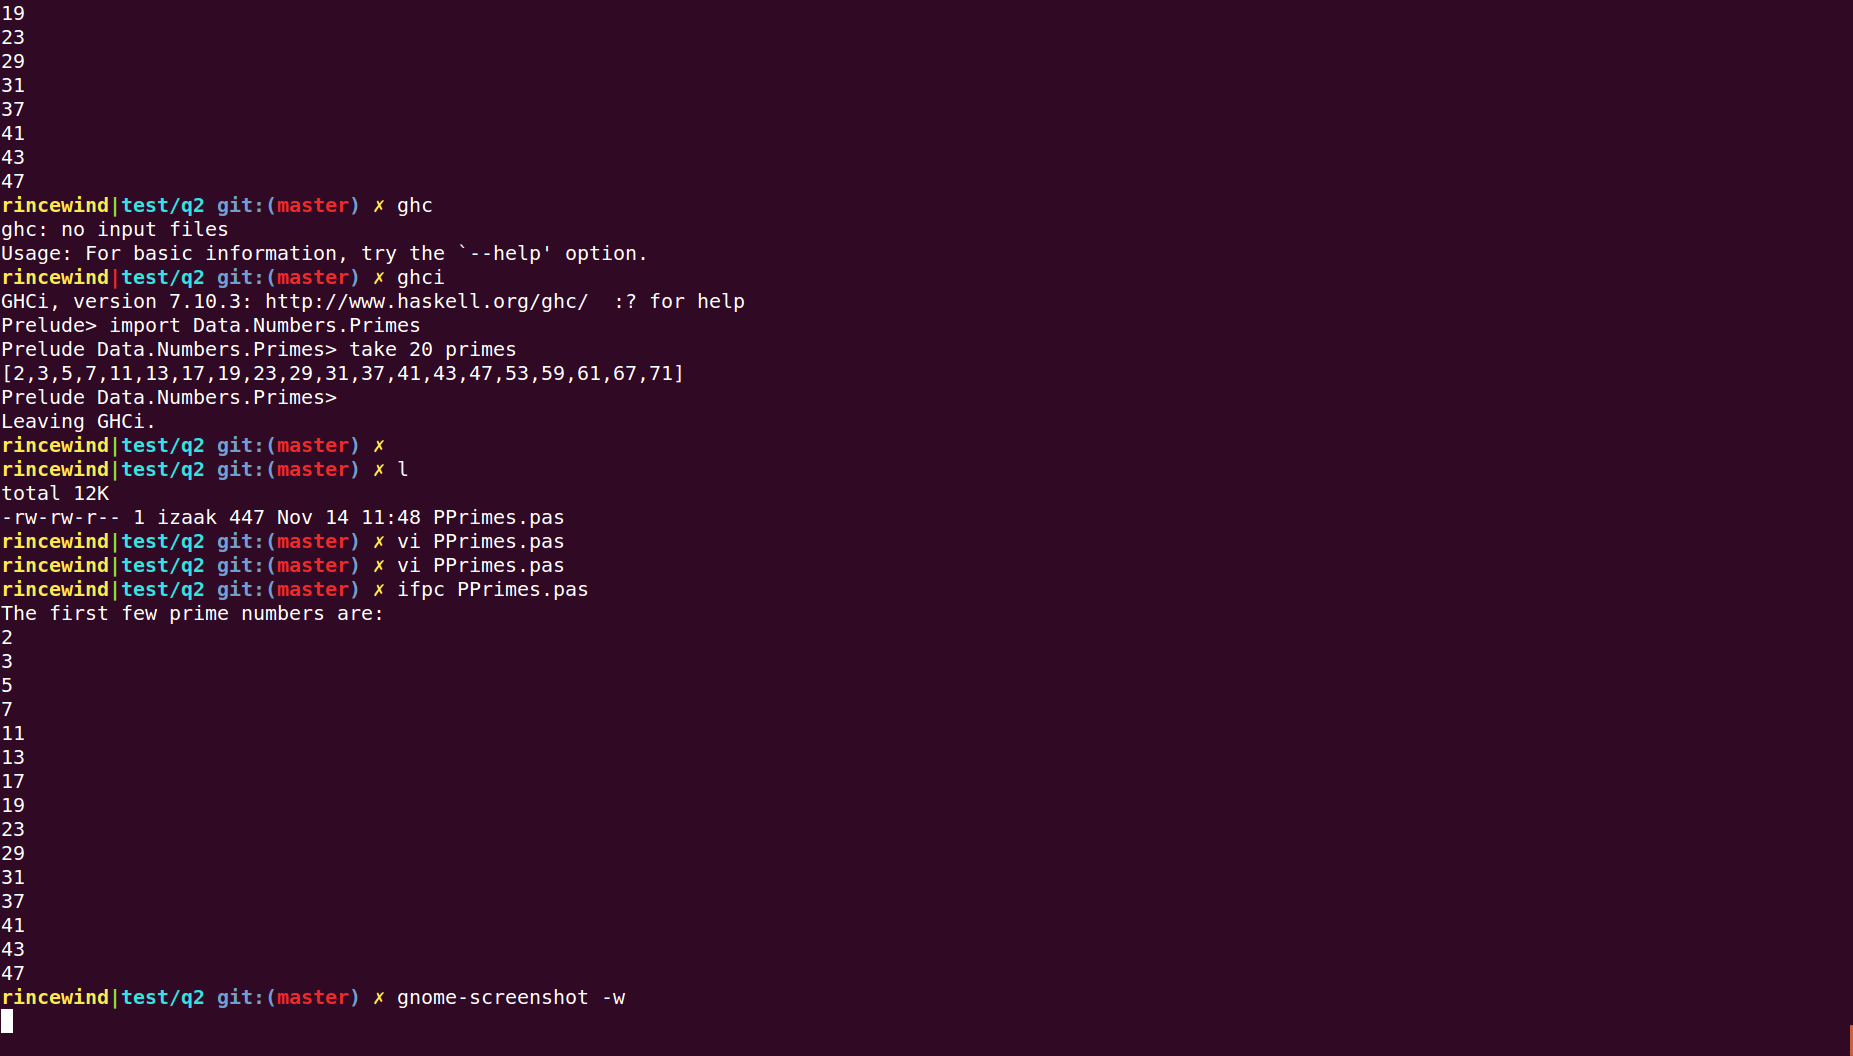 19
23
29
31
37
41
43
47
rincewind|test/q2 git:(master) ✗ ghc
ghc: no input files
Usage: For basic information, try the `--help' option.
rincewind|test/q2 git:(master) ✗ ghci
GHCi, version 7.10.3: http://www.haskell.org/ghc/  :? for help
Prelude> import Data.Numbers.Primes
Prelude Data.Numbers.Primes> take 20 primes
[2,3,5,7,11,13,17,19,23,29,31,37,41,43,47,53,59,61,67,71]
Prelude Data.Numbers.Primes>
Leaving GHCi.
rincewind|test/q2 git:(master) ✗
rincewind|test/q2 git:(master) ✗ l
total 12K
-rw-rw-r-- 1 izaak 447 Nov 14 11:48 PPrimes.pas
rincewind|test/q2 git:(master) ✗ vi PPrimes.pas
rincewind|test/q2 git:(master) ✗ vi PPrimes.pas
rincewind|test/q2 git:(master) ✗ ifpc PPrimes.pas
The first few prime numbers are:
2
3
5
7
11
13
17
19
23
29
31
37
41
43
47
rincewind|test/q2 git:(master) ✗ gnome-screenshot -w